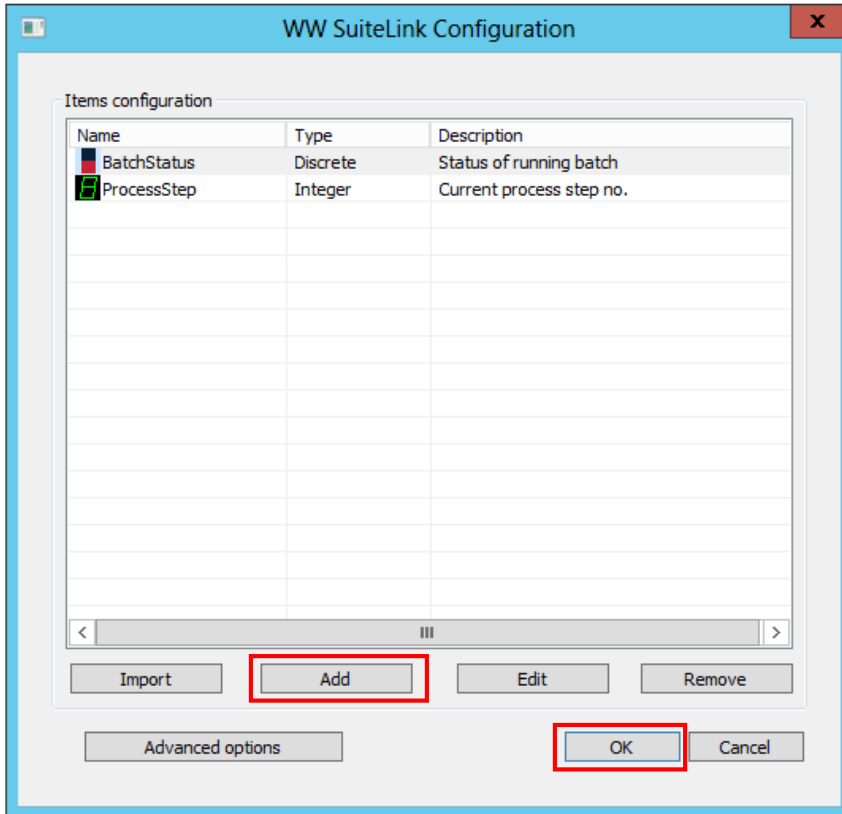 WW SuiteLink Configuration
x
Items configuration
Name Type Description
BatchStatus Discrete Status of running batch
ProcessStep Integer Current process step no.
Import Add Edit Remove
Advanced options OK Cancel